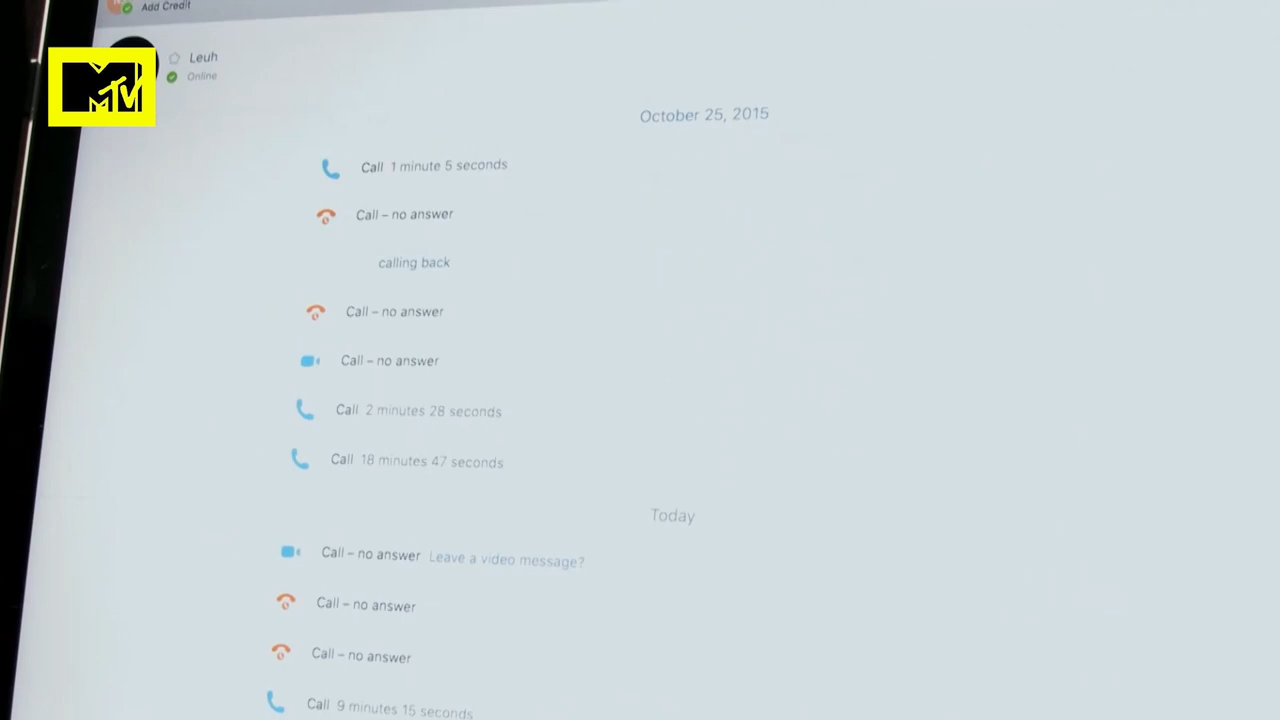 Add Credit
Leuh
Online
MTV
October 25, 2015
Call 1 minute 5 seconds
Call – no answer
calling back
Call – no answer
Call – no answer
Call 2 minutes 28 seconds
Call 18 minutes 47 seconds
Today
Call – no answer Leave a video message?
Call – no answer
Call – no answer
Call 9 minutes 15 seconds